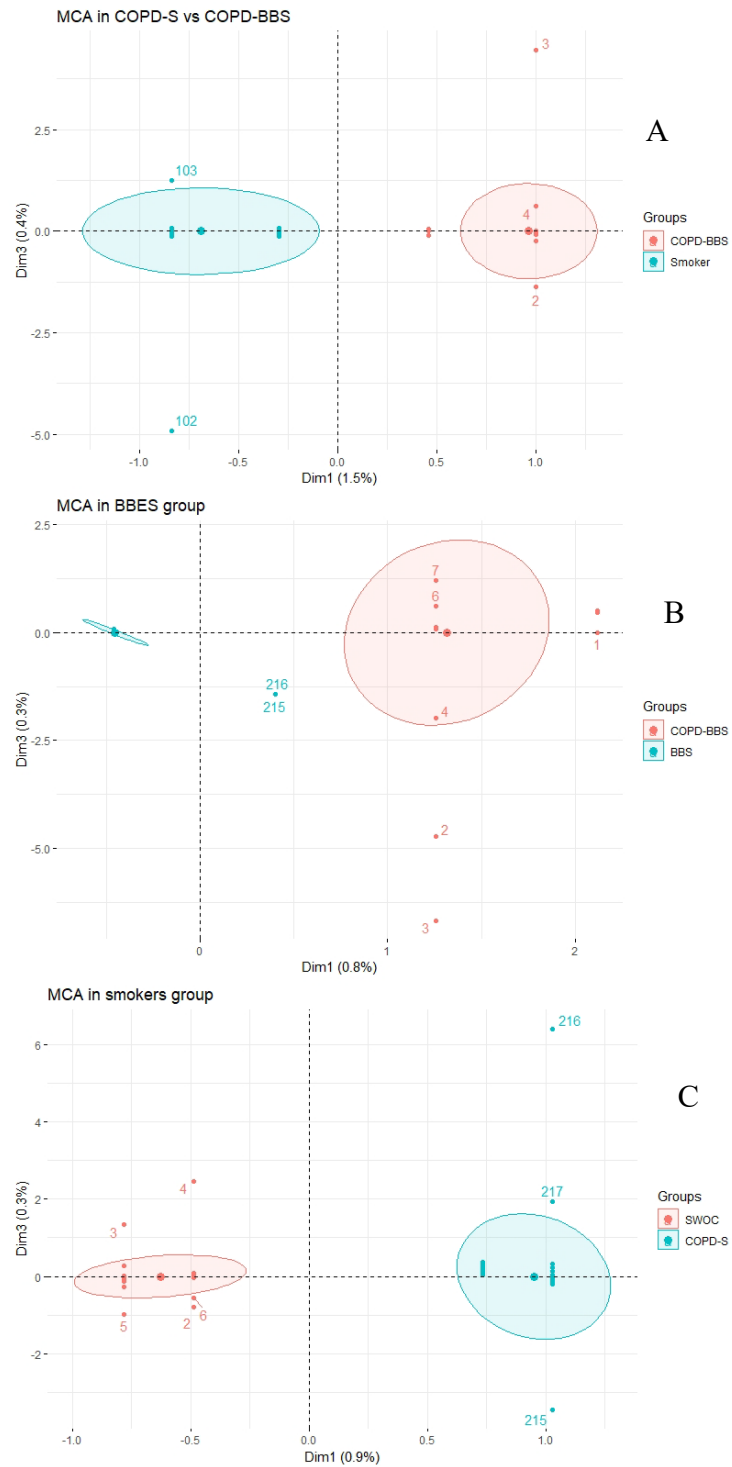 MCA in COPD-S vs COPD-BBS
3
2.5
A
103
Groups
COPD-BBS
Smoker
Dim3 (0.4%)
0.0
4
2
-2.5
102
-5.0
-1.0 -0.5 0.0 0.5 1.0
Dim1 (1.5%)
MCA in BBES group
2.5
7
6
B
0.0
1
216
215
Groups
COPD-BBS
BBS
Dim3 (0.3%)
4
-2.5
2
-5.0
3
0 1 2
Dim1 (0.8%)
MCA in smokers group
216
6
C
4
4
217
Groups
SWOC
COPD-S
Dim3 (0.3%)
2
3
0
5 2 6
-2
215
-1.0 -0.5 0.0 0.5 1.0
Dim1 (0.9%)